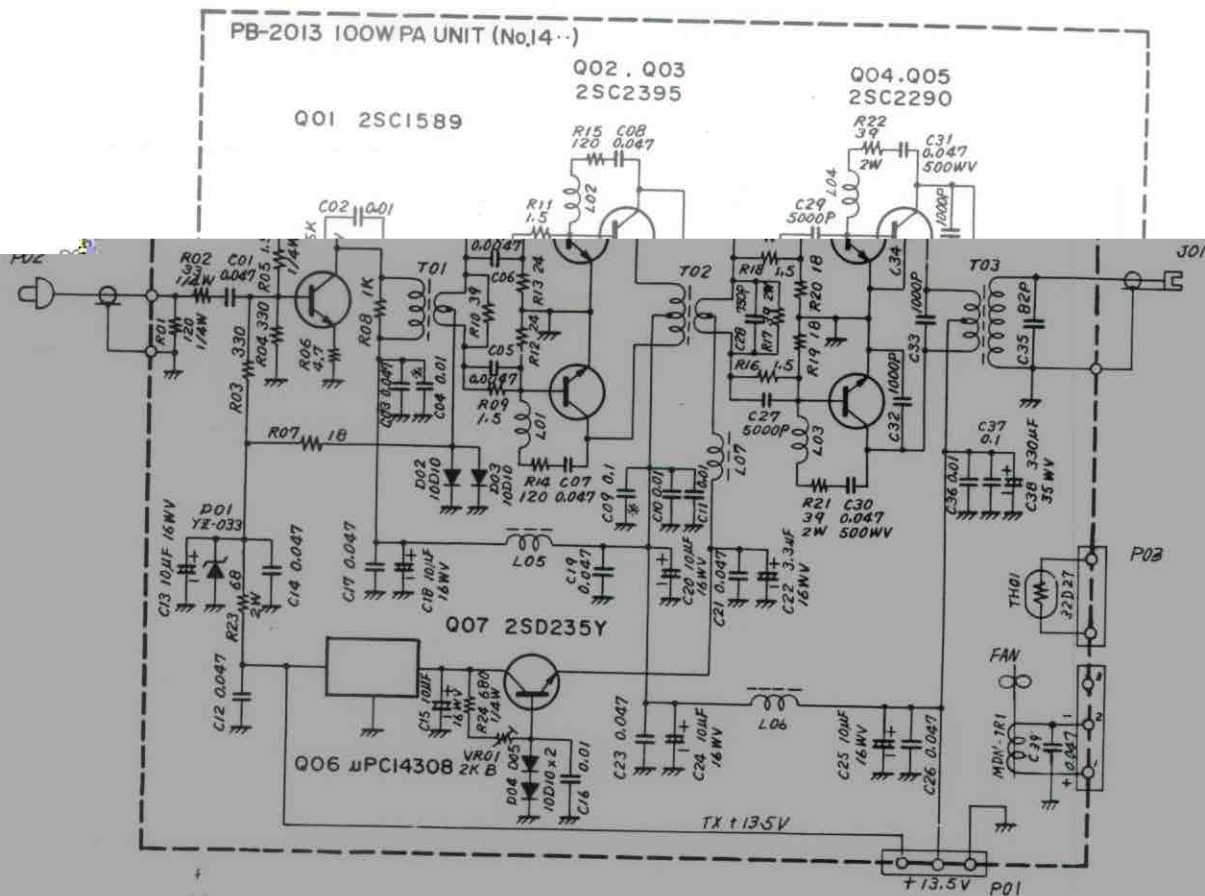 PB-2013 100W PA UNIT (No.14··)
Q02 . Q03
2SC2395
Q04.Q05
2SC2290
Q01 2SC1589
R15
120
C08
0.047
R22
39
2W
C31
0.047
500WV
L02
L04
C02
0.01
R11
1.5
C29
5000P
1000P
C34
J01
P02
R02
33
1/4W
C01
0.047
R05
1/4W
R01
120
1/4W
R04 330
R03
330
R06
4.7
R08
1K
T01
0.0047
C06
R10 39
R13 24
R12 24
C05
0.0047
R09
1.5
L01
C03 0.047
C04 0.01
※
T02
R18
1.5
C28
R17 39 2W
R20 18
R19 18
R16
1.5
C27
5000P
L03
T03
1000P
C33
1000P
C32
C35
82P
R07
18
D02
10D10
D03
10D10
R14
120
C07
0.047
C09 0.1
※
C10 0.01
C11 0.01
L07
R21
39
2W
C30
0.047
500WV
C36 0.01
C37
0.1
C38 330µF
35 WV
D01
YZ-033
C13 10µF 16WV
C14 0.047
R23
68
2W
C17 0.047
C18 10µF
16WV
L05
C19
0.047
C20 10µF
16WV
C21 0.047
C22 3.3µF
16WV
TH01
32D27
P03
Q07 2SD235Y
C12 0.047
C15 10µF
16WV
R24 680
1/4W
VR01
2K B
Q06 µPC14308
D04 D05
10D10 x 2
C16
0.01
C23 0.047
C24 10µF
16WV
L06
C25 10µF
16WV
C26 0.047
FAN
C39
0.047
3
2
1
TX +13.5V
+13.5V
P01